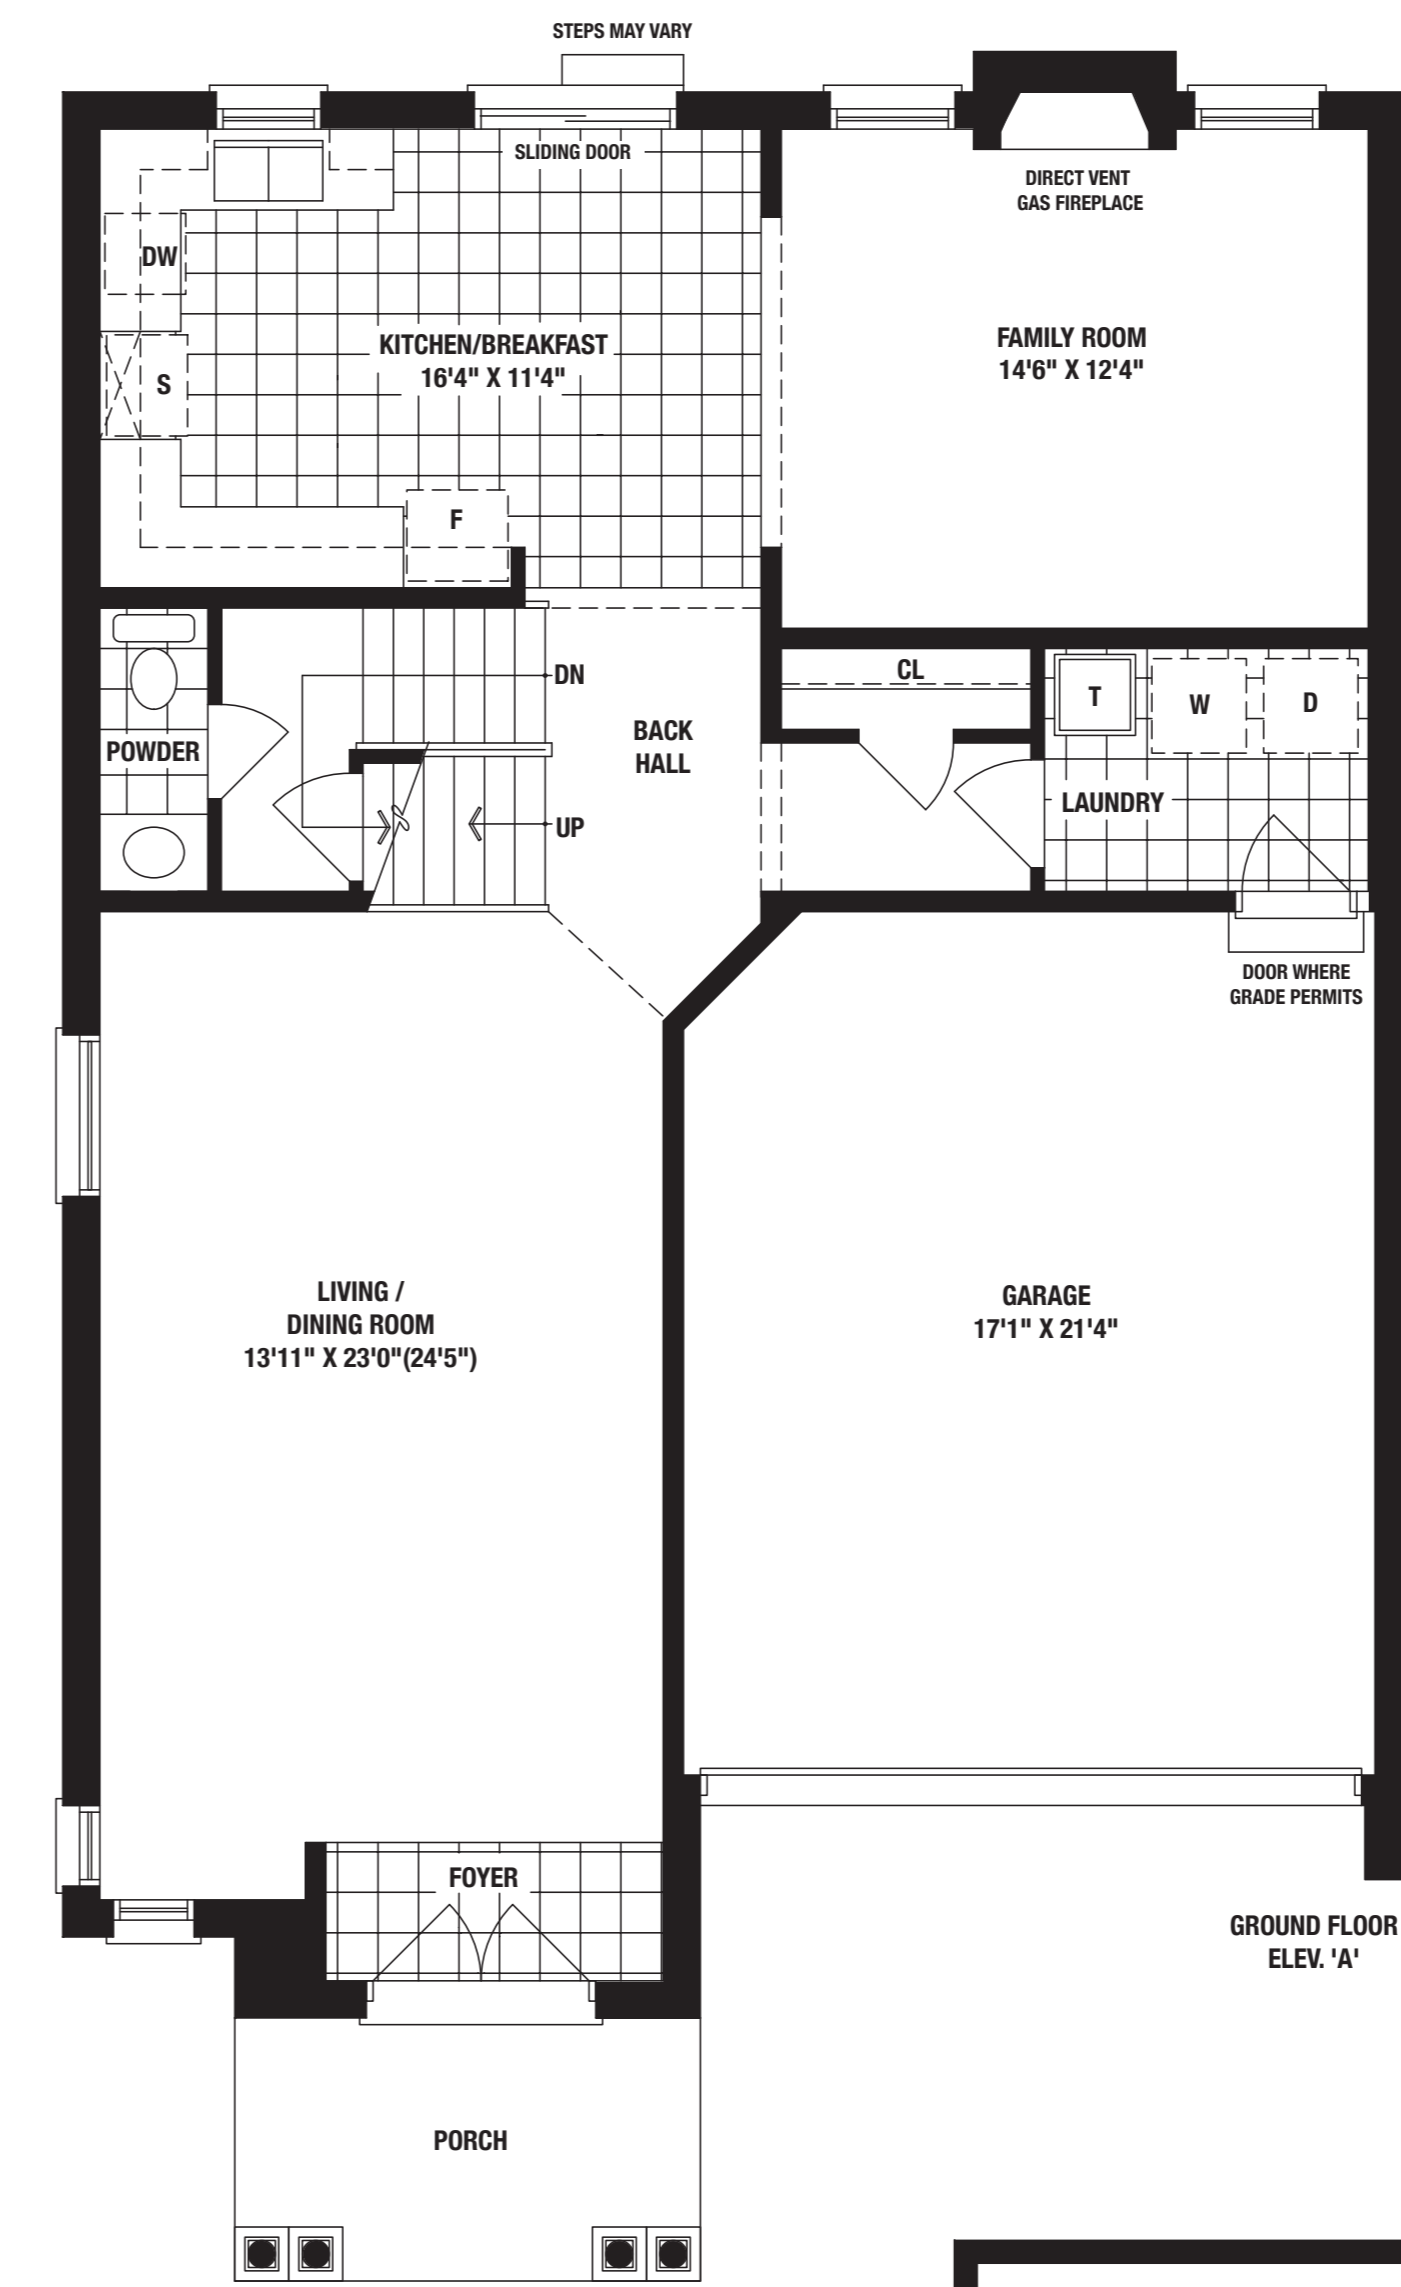 STEPS MAY VARY
SLIDING DOOR
DIRECT VENT
GAS FIREPLACE
DW
KITCHEN/BREAKFAST
16'4" X 11'4"
FAMILY ROOM
14'6" X 12'4"
S
F
DN
CL
T
W
D
POWDER
BACK
HALL
LAUNDRY
UP
DOOR WHERE
GRADE PERMITS
LIVING /
DINING ROOM
13'11" X 23'0"(24'5")
GARAGE
17'1" X 21'4"
FOYER
GROUND FLOOR
ELEV. 'A'
PORCH